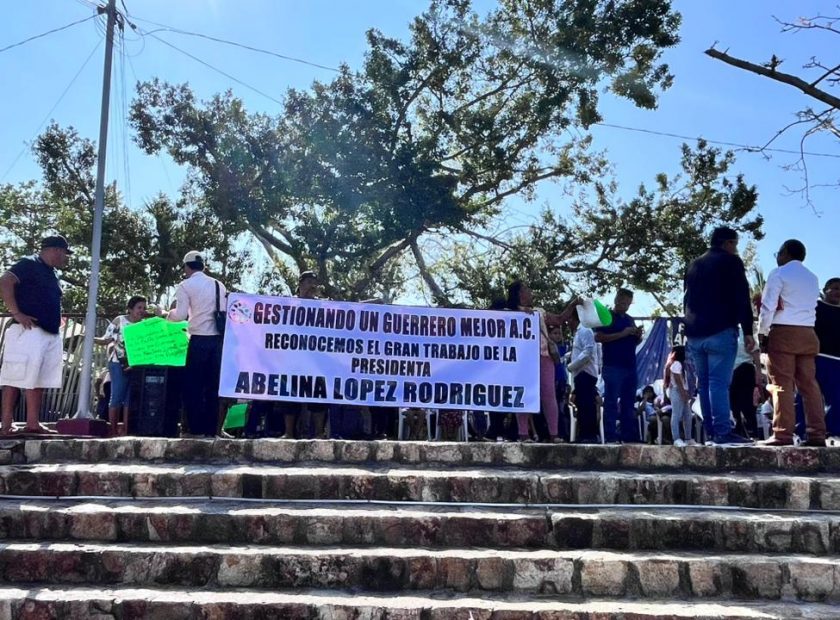 GESTIONANDO UN GUERRERO MEJOR A.C.
RECONOCEMOS EL GRAN TRABAJO DE LA
PRESIDENTA
ABELINA LOPEZ RODRIGUEZ